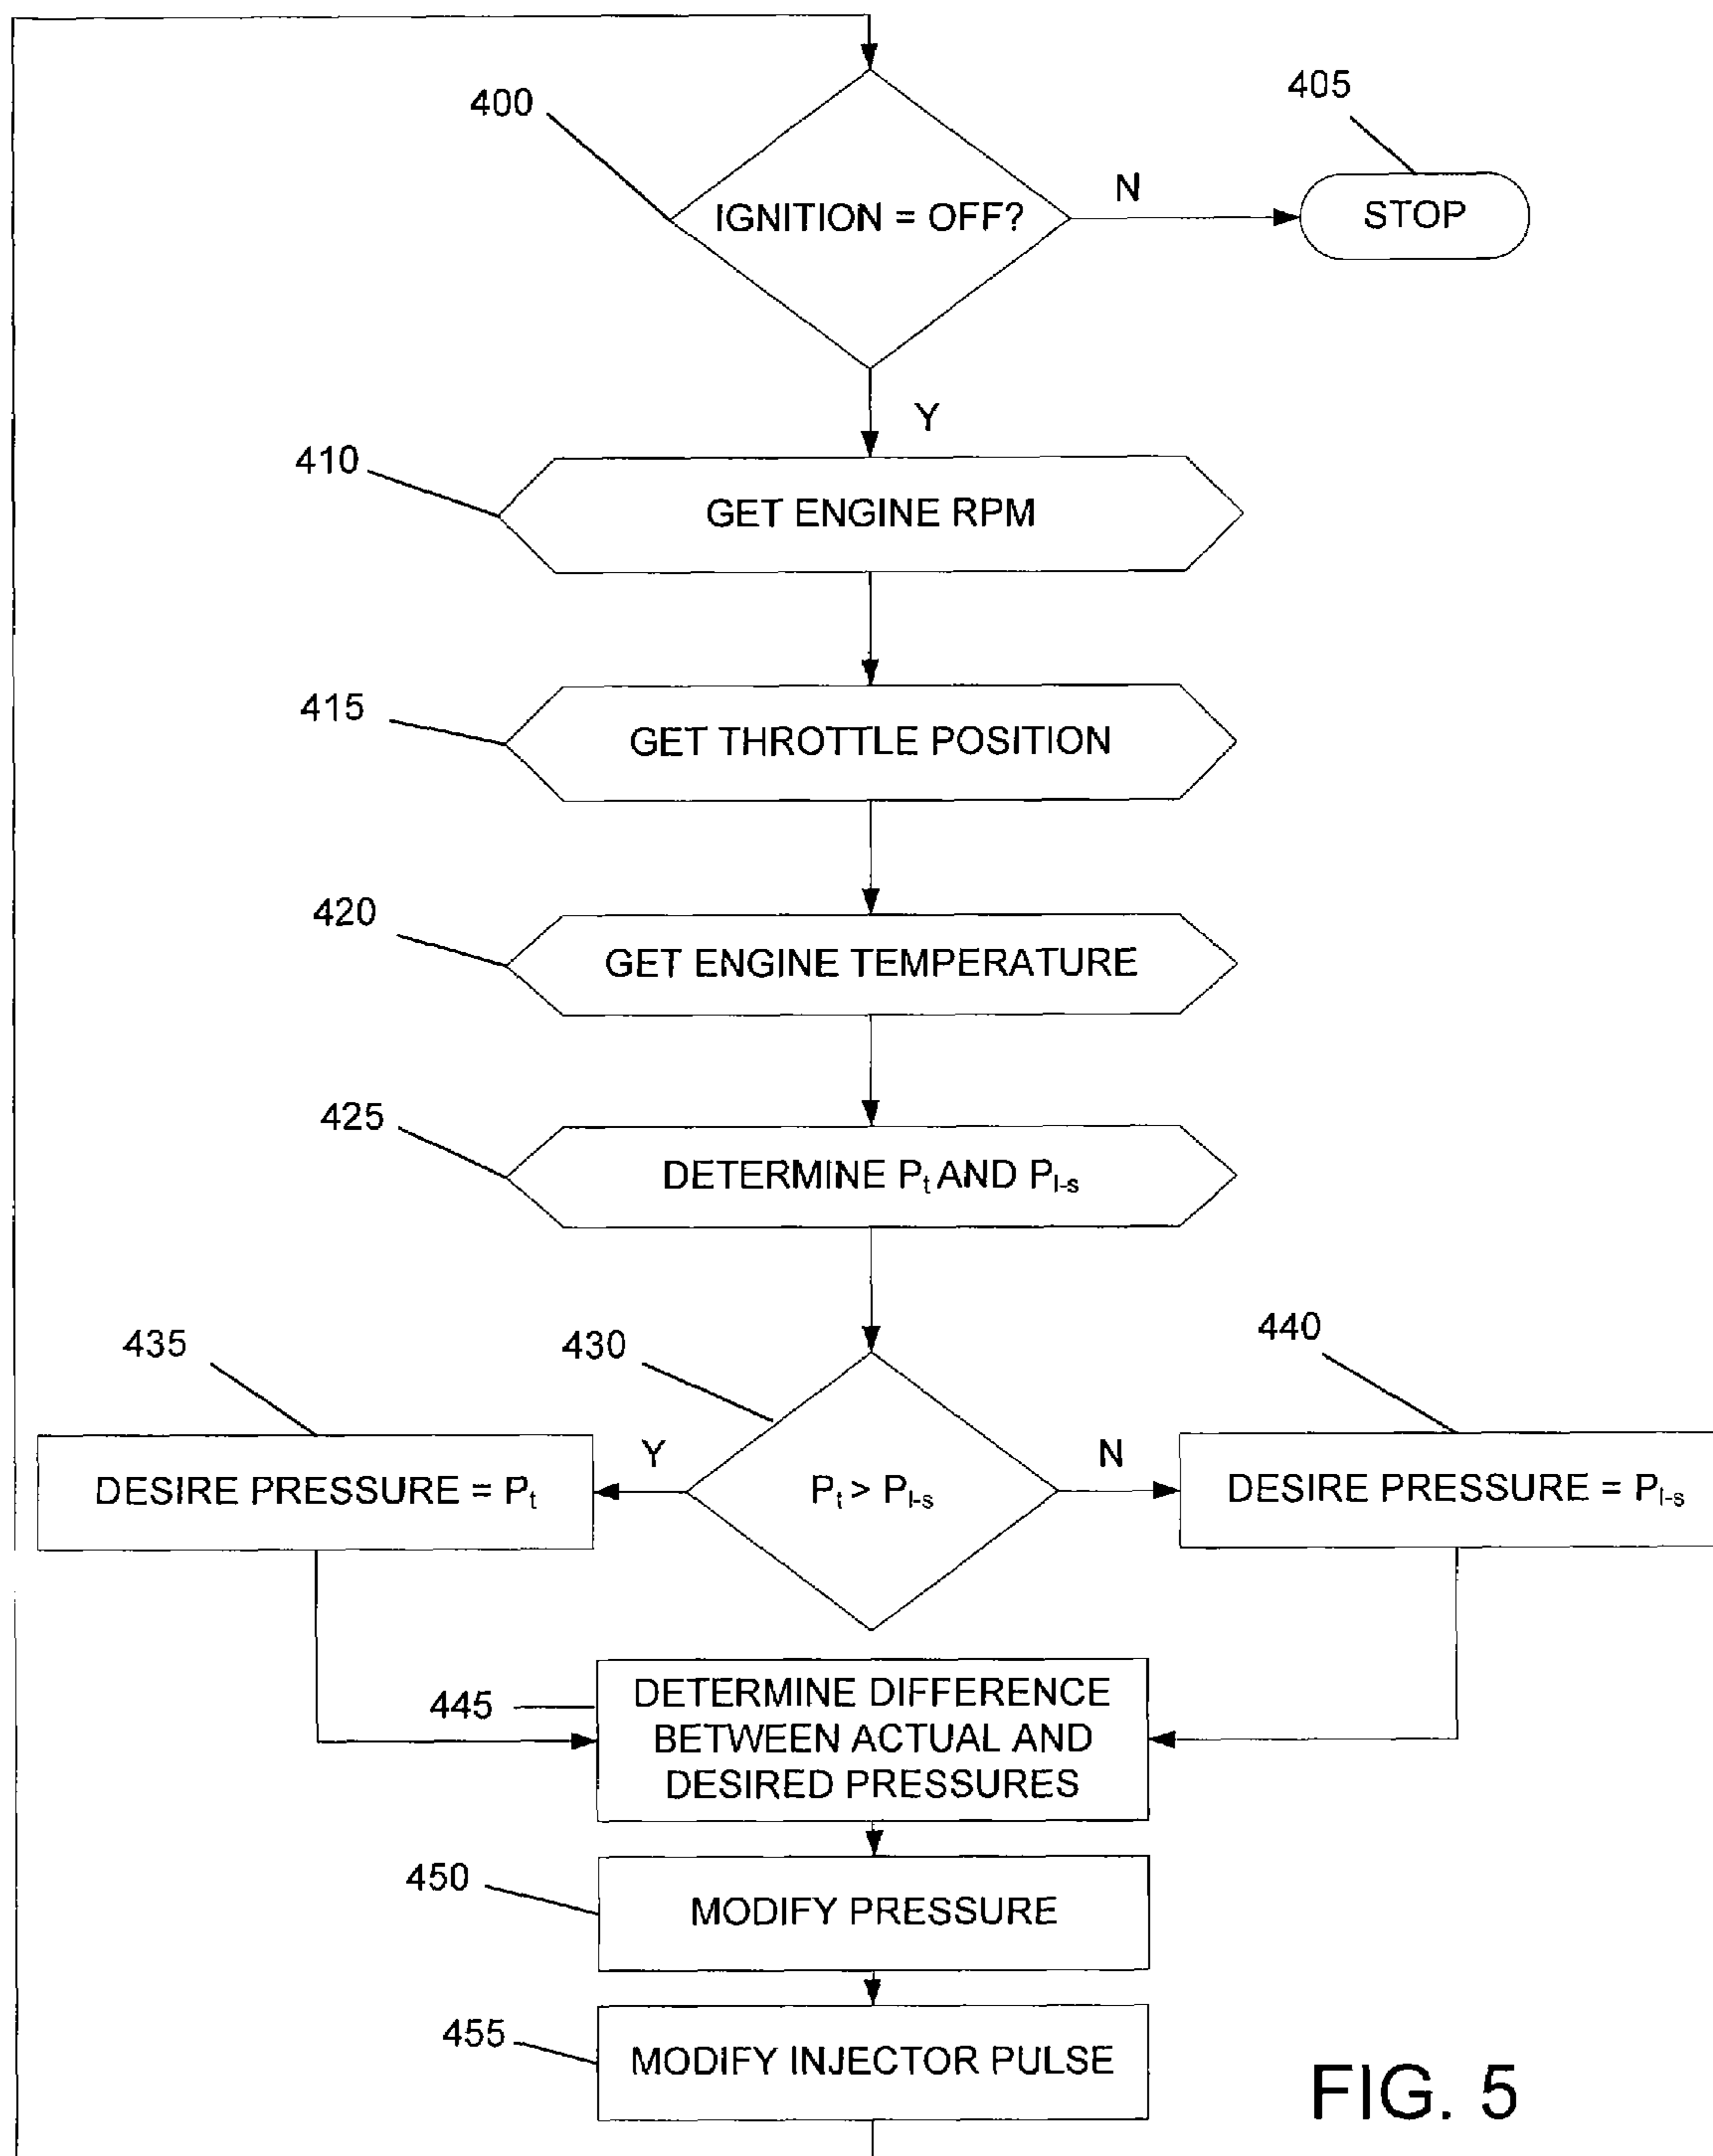 400
405
IGNITION = OFF?
N
STOP
Y
410
GET ENGINE RPM
415
GET THROTTLE POSITION
420
GET ENGINE TEMPERATURE
425
DETERMINE Pt AND Pl-s
435
430
440
DESIRE PRESSURE = Pt
Y
Pt > Pl-s
N
DESIRE PRESSURE = Pl-s
445
DETERMINE DIFFERENCE
BETWEEN ACTUAL AND
DESIRED PRESSURES
450
MODIFY PRESSURE
455
MODIFY INJECTOR PULSE
FIG. 5